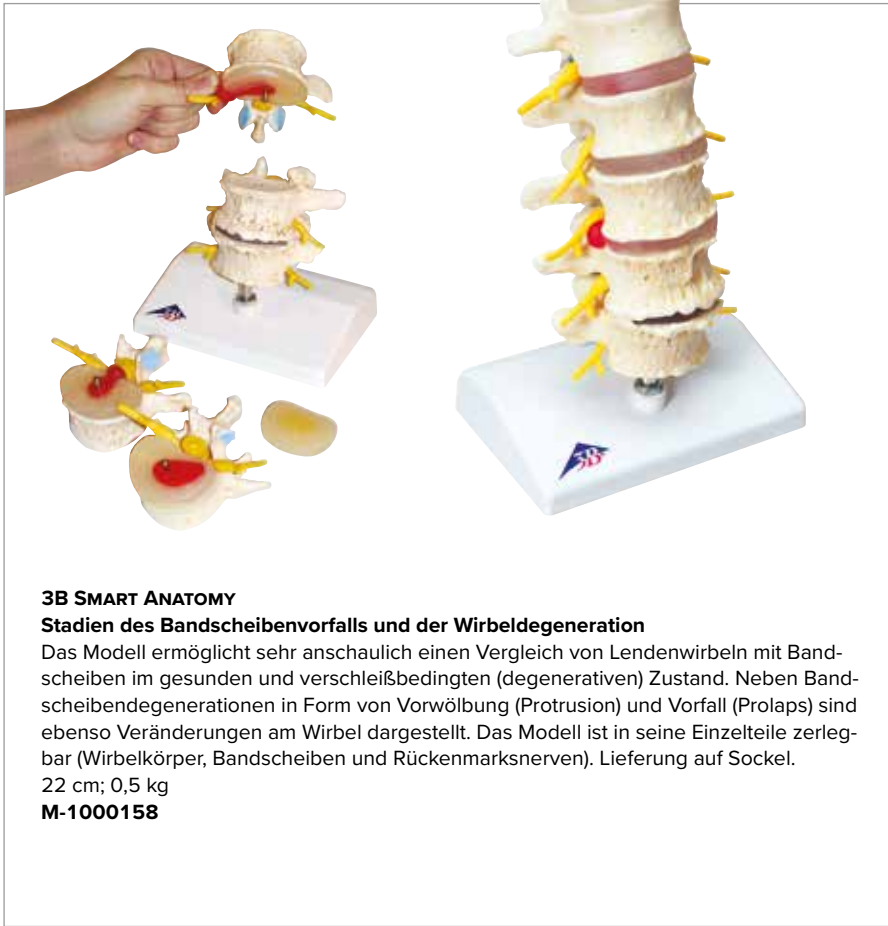 3B
3B
3B SMART ANATOMY
Stadien des Bandscheibenvorfalls und der Wirbeldegeneration
Das Modell ermöglicht sehr anschaulich einen Vergleich von Lendenwirbeln mit Band-
scheiben im gesunden und verschleißbedingten (degenerativen) Zustand. Neben Band-
scheibendegenerationen in Form von Vorwölbung (Protrusion) und Vorfall (Prolaps) sind
ebenso Veränderungen am Wirbel dargestellt. Das Modell ist in seine Einzelteile zerleg-
bar (Wirbelkörper, Bandscheiben und Rückenmarksnerven). Lieferung auf Sockel.
22 cm; 0,5 kg
M-1000158